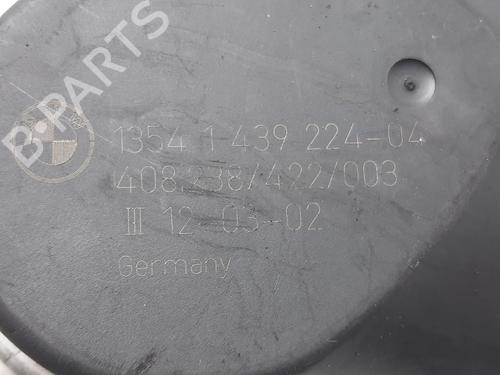 B-PARTS
1354 1 439 224-04
408.238/422/003
III 12-03-02
Germany